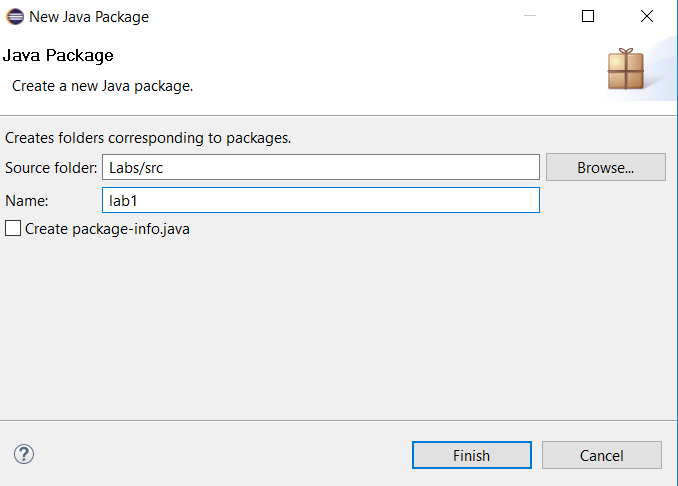 New Java Package
Java Package
Create a new Java package.
Creates folders corresponding to packages.
Source folder: Labs/src Browse...
Name: lab1
Create package-info.java
? Finish Cancel